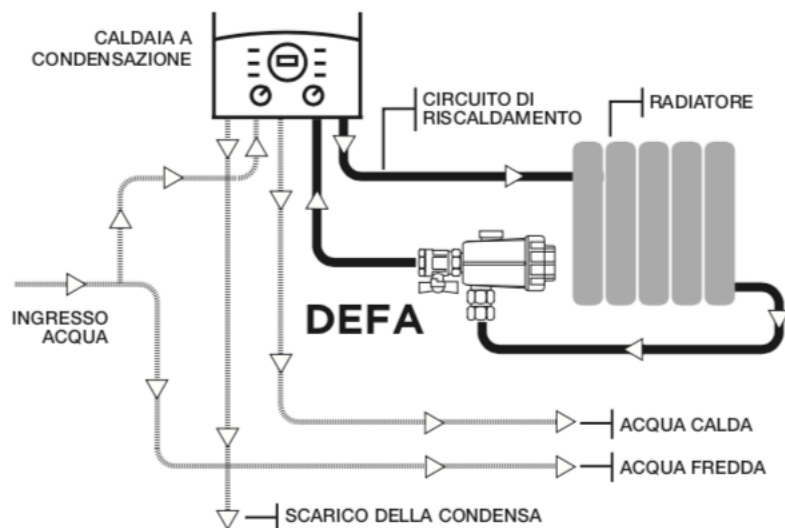 CALDAIA A
CONDENSAZIONE
CIRCUITO DI
RISCALDAMENTO
RADIATORE
INGRESSO
ACQUA
DEFA
ACQUA CALDA
ACQUA FREDDA
SCARICO DELLA CONDENSA